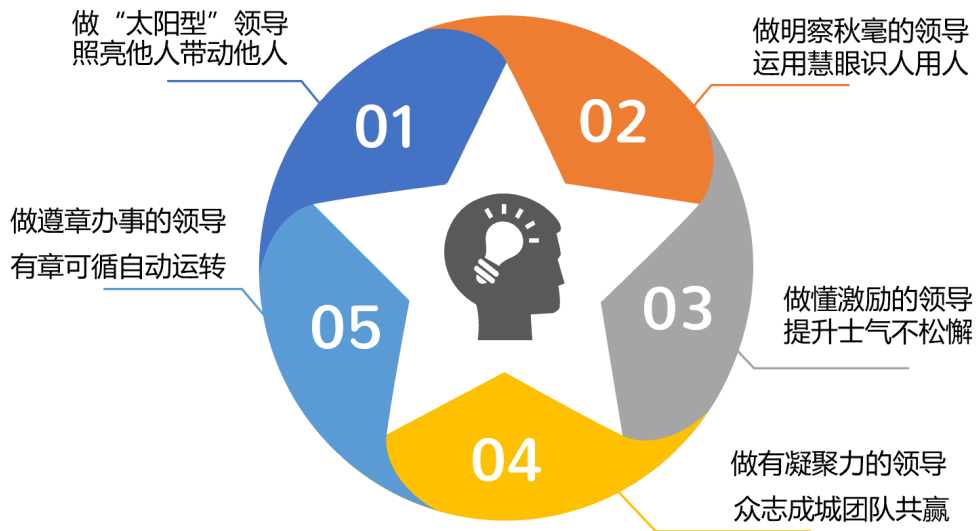 做“太阳型”领导
照亮他人带动他人
01
做明察秋毫的领导
运用慧眼识人用人
02
做懂激励的领导
提升士气不松懈
03
做有凝聚力的领导
众志成城团队共赢
04
做遵章办事的领导
有章可循自动运转
05